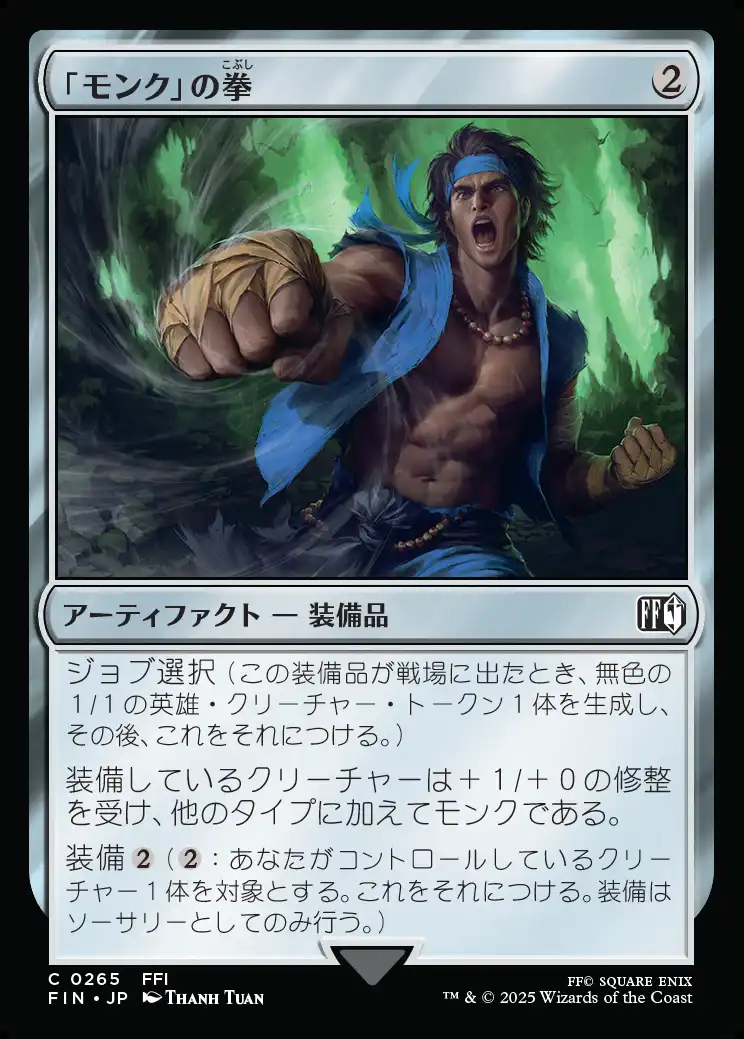 こぶし
「モンク」の拳 2
アーティファクト — 装備品 FF
ジョブ選択（この装備品が戦場に出たとき、無色の
1/1の英雄・クリーチャー・トークン1体を生成し、
その後、これをそれにつける。）
装備しているクリーチャーは＋1/＋0の修整
を受け、他のタイプに加えてモンクである。
装備2（2：あなたがコントロールしているクリー
チャー1体を対象とする。これをそれにつける。装備は
ソーサリーとしてのみ行う。）
C 0265 FFI
FIN • JP THANH TUAN
FF© SQUARE ENIX
™ & © 2025 Wizards of the Coast